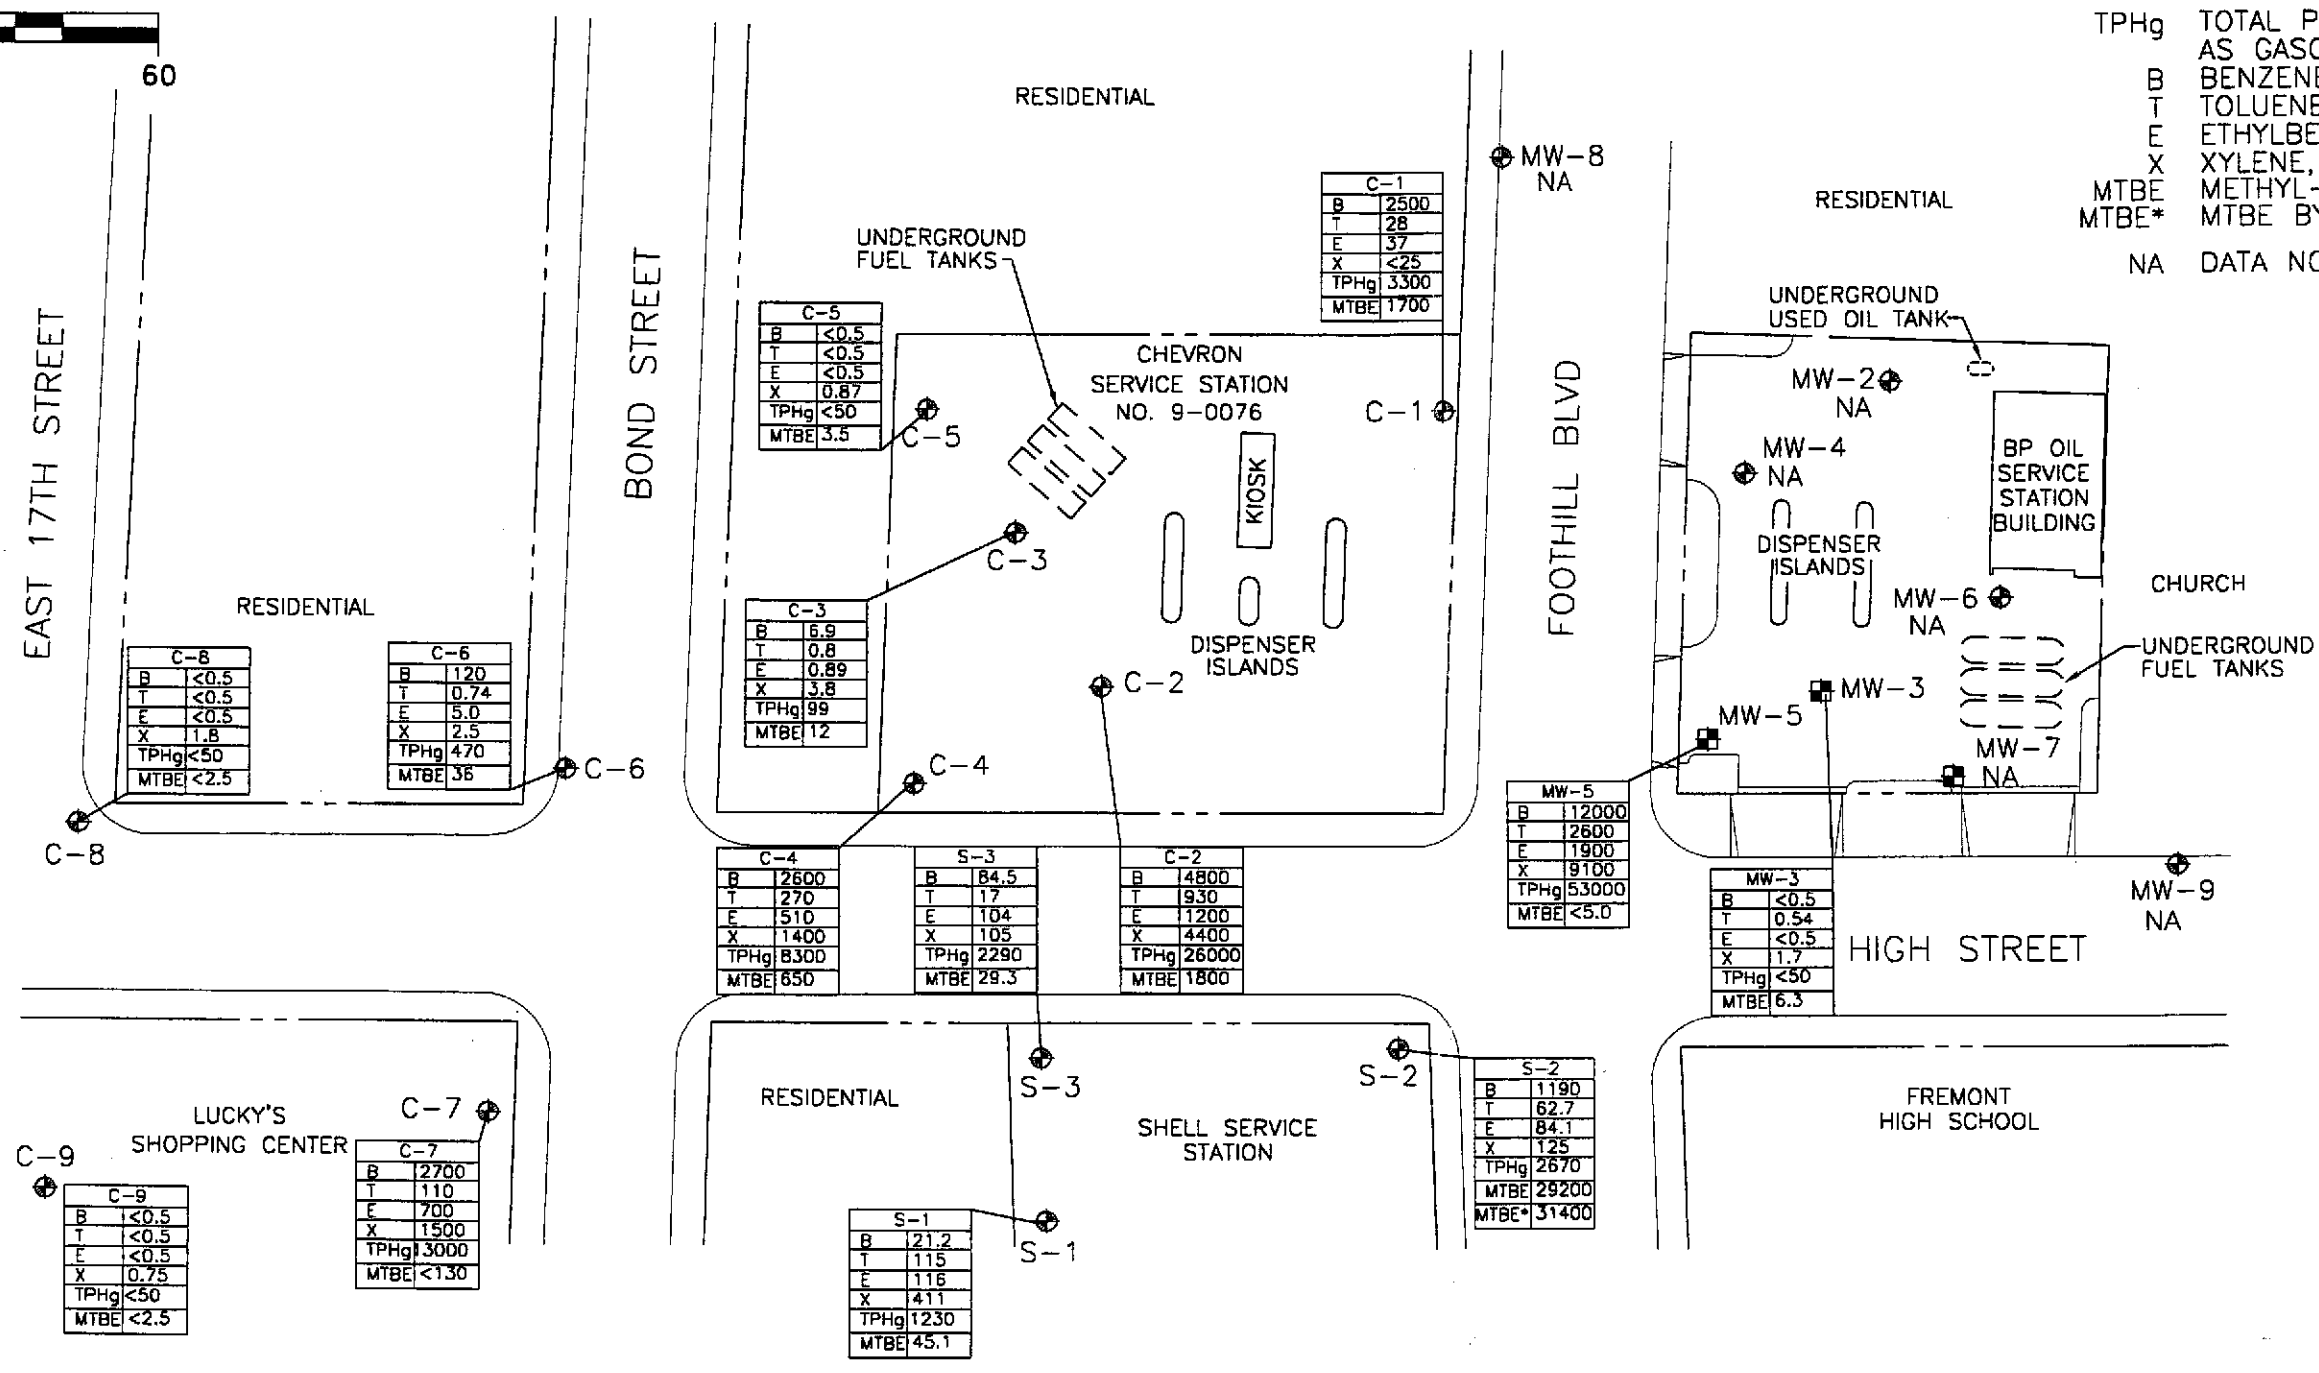 60
TPHg TOTAL P
AS GASO
B BENZENE
T TOLUENE
E ETHYLBE
X XYLENE,
MTBE METHYL-
MTBE* MTBE BY
NA DATA NO
RESIDENTIAL
MW-8
NA
RESIDENTIAL
C-1
B 2500
T 28
E 37
X <25
TPHg 3300
MTBE 1700
UNDERGROUND
FUEL TANKS
UNDERGROUND
USED OIL TANK
C-5
B <0.5
T <0.5
E <0.5
X 0.87
TPHg <50
MTBE 3.5
C-5
CHEVRON
SERVICE STATION
NO. 9-0076
C-1
KIOSK
DISPENSER
ISLANDS
EAST 17TH STREET
BOND STREET
FOOTHILL BLVD
MW-2
NA
MW-4
NA
BP OIL
SERVICE
STATION
BUILDING
DISPENSER
ISLANDS
CHURCH
MW-6
NA
UNDERGROUND
FUEL TANKS
MW-3
MW-5
MW-7
NA
C-3
C-3
B 6.9
T 0.8
E 0.89
X 3.8
TPHg 99
MTBE 12
C-2
C-4
RESIDENTIAL
C-8
B <0.5
T <0.5
E <0.5
X 1.8
TPHg <50
MTBE <2.5
C-6
B 120
T 0.74
E 5.0
X 2.5
TPHg 470
MTBE 36
C-6
C-8
C-4
B 2600
T 270
E 510
X 1400
TPHg 8300
MTBE 650
S-3
B 84.5
T 17
E 104
X 105
TPHg 2290
MTBE 29.3
C-2
B 4800
T 930
E 1200
X 4400
TPHg 26000
MTBE 1800
MW-5
B 12000
T 2600
E 1900
X 9100
TPHg 53000
MTBE <5.0
MW-3
B <0.5
T 0.54
E <0.5
X 1.7
TPHg <50
MTBE 6.3
HIGH STREET
MW-9
NA
S-3
S-2
S-2
B 1190
T 62.7
E 84.1
X 125
TPHg 2670
MTBE 29200
MTBE* 31400
RESIDENTIAL
SHELL SERVICE
STATION
FREMONT
HIGH SCHOOL
LUCKY'S
SHOPPING CENTER
C-7
C-7
B 2700
T 110
E 700
X 1500
TPHg 13000
MTBE <130
C-9
C-9
B <0.5
T <0.5
E <0.5
X 0.75
TPHg <50
MTBE <2.5
S-1
B 21.2
T 115
E 116
X 411
TPHg 1230
MTBE 45.1
S-1